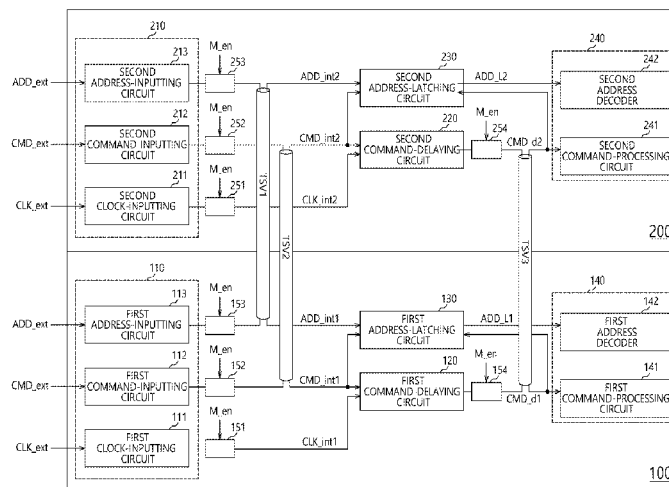 210
240
213
M_en
230
242
ADD_ext
SECOND
ADDRESS-INPUTTING
CIRCUIT
253
ADD_int2
SECOND
ADDRESS-LATCHING
CIRCUIT
ADD_L2
SECOND
ADDRESS
DECODER
212
M_en
220
M_en
241
CMD_ext
SECOND
COMMAND-INPUTTING
CIRCUIT
252
CMD_int2
SECOND
COMMAND-DELAYING
CIRCUIT
254
CMD_d2
SECOND
COMMAND-PROCESSING
CIRCUIT
211
M_en
CLK_ext
SECOND
CLOCK-INPUTTING
CIRCUIT
251
CLK_int2
TSV1
TSV2
TSV3
200
110
140
113
M_en
130
142
ADD_ext
FIRST
ADDRESS-INPUTTING
CIRCUIT
153
ADD_int1
FIRST
ADDRESS-LATCHING
CIRCUIT
ADD_L1
FIRST
ADDRESS
DECODER
112
M_en
120
M_en
141
CMD_ext
FIRST
COMMAND-INPUTTING
CIRCUIT
152
CMD_int1
FIRST
COMMAND-DELAYING
CIRCUIT
154
CMD_d1
FIRST
COMMAND-PROCESSING
CIRCUIT
111
M_en
CLK_ext
FIRST
CLOCK-INPUTTING
CIRCUIT
151
CLK_int1
100